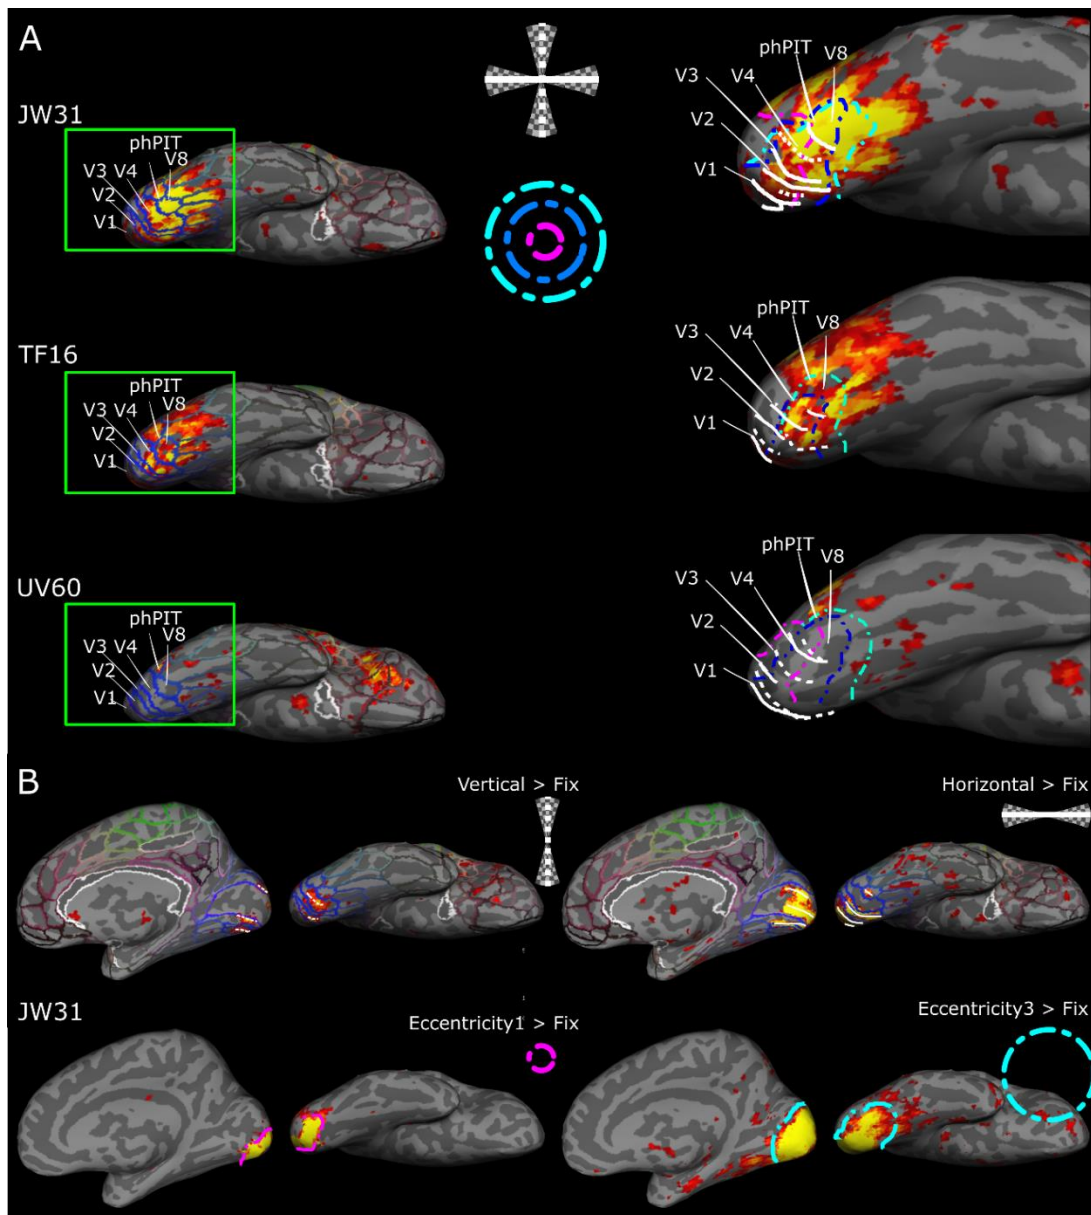 A
JW31
phPIT
V8
V3 V4
V2
V1
phPIT
V8
V3
V4
V2
V1
TF16
phPIT
V3 V4 V8
V2
V1
phPIT
V3
V4
V8
V2
V1
UV60
phPIT
V3 V4 V8
V2
V1
phPIT
V8
V3
V4
V2
V1
B
Vertical > Fix
Horizontal > Fix
JW31
Eccentricity1 > Fix
Eccentricity3 > Fix